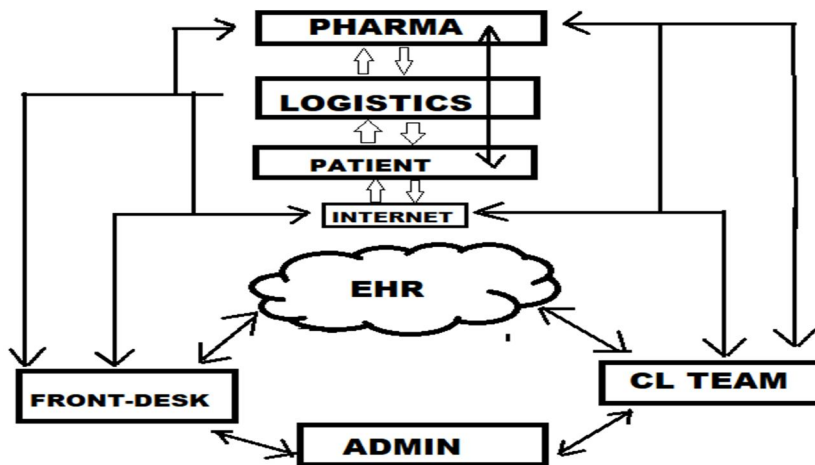 PHARMA
LOGISTICS
PATIENT
INTERNET
EHR
FRONT-DESK
CL TEAM
ADMIN